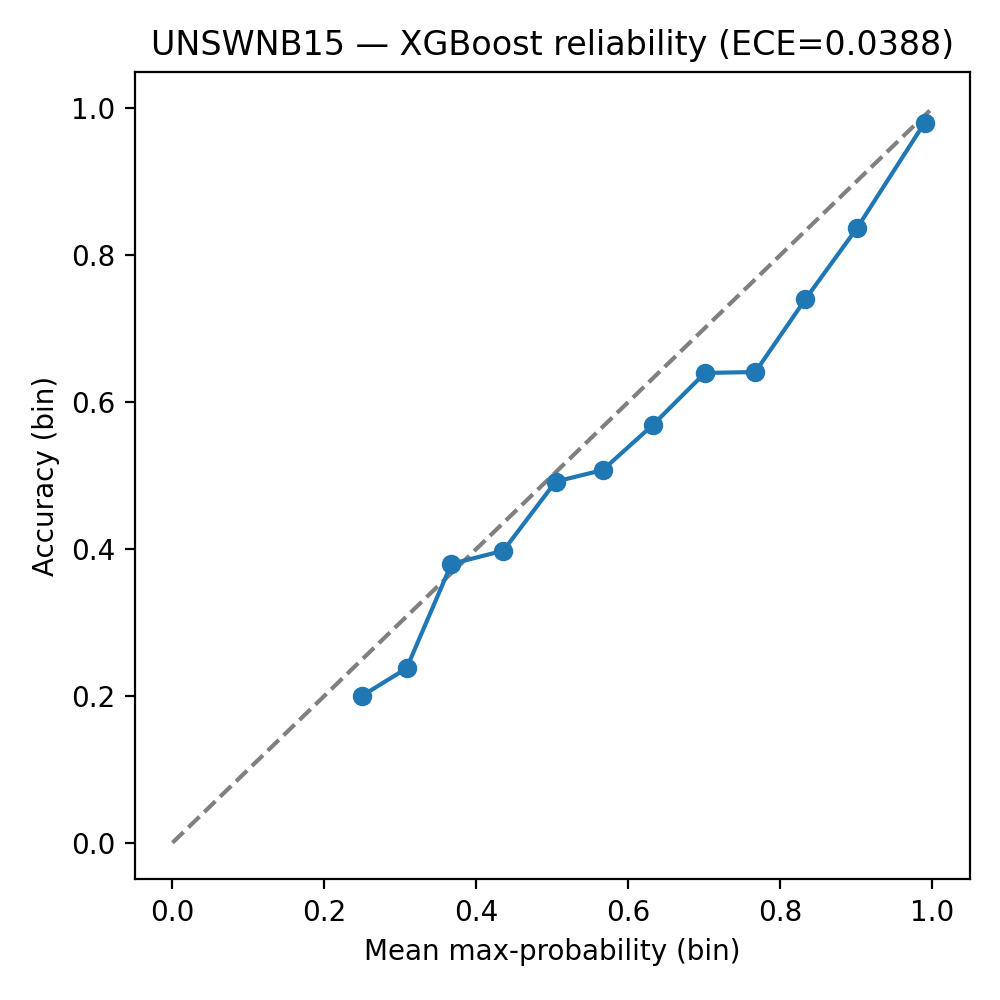 UNSWNB15 — XGBoost reliability (ECE=0.0388)
Accuracy (bin)
1.0
0.8
0.6
0.4
0.2
0.0
0.0 0.2 0.4 0.6 0.8 1.0
Mean max-probability (bin)